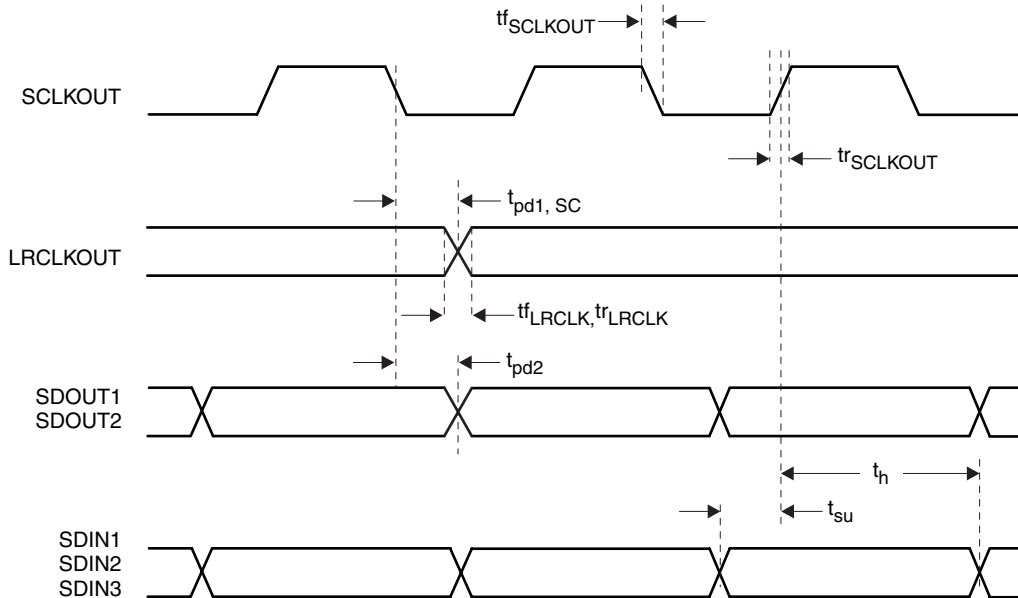 tfSCLKOUT
SCLKOUT
trSCLKOUT
tpd1, SC
LRCLKOUT
tfLRCLK,trLRCLK
tpd2
SDOUT1
SDOUT2
th
tsu
SDIN1
SDIN2
SDIN3